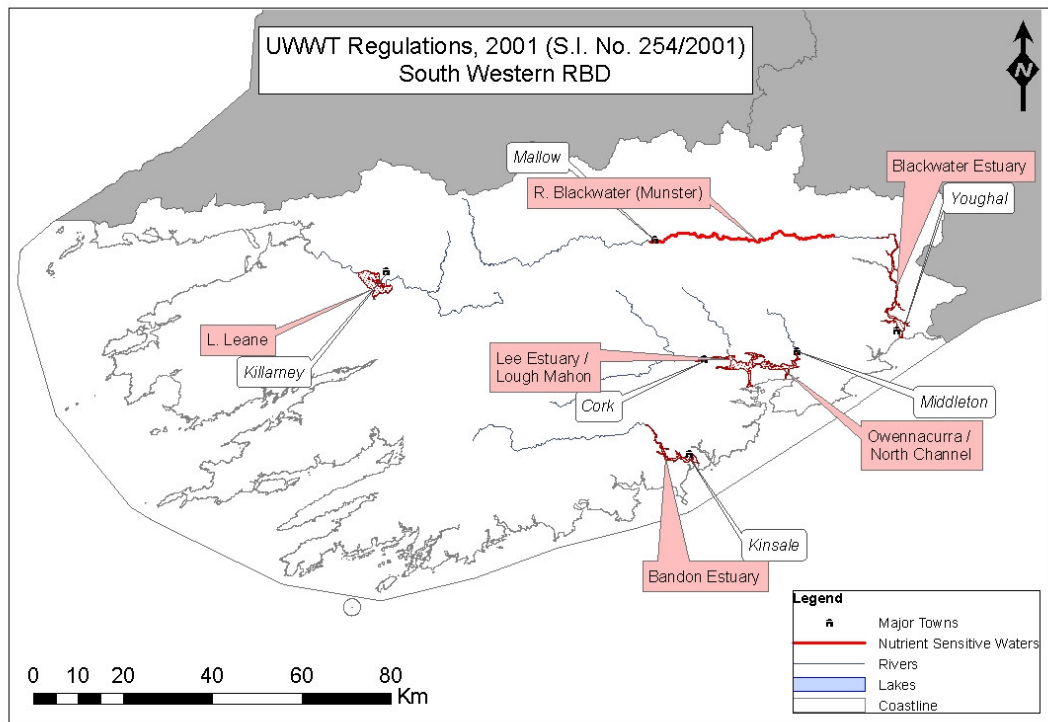 UWWT Regulations, 2001 (S.I. No. 254/2001)
South Western RBD
N
Mallow
Blackwater Estuary
R. Blackwater (Munster)
Youghal
L. Leane
Killarney
Lee Estuary /
Lough Mahon
Cork
Middleton
Owennacurra /
North Channel
Kinsale
Bandon Estuary
Legend
Major Towns
Nutrient Sensitive Waters
Rivers
Lakes
Coastline
0 10 20 40 60 80
Km